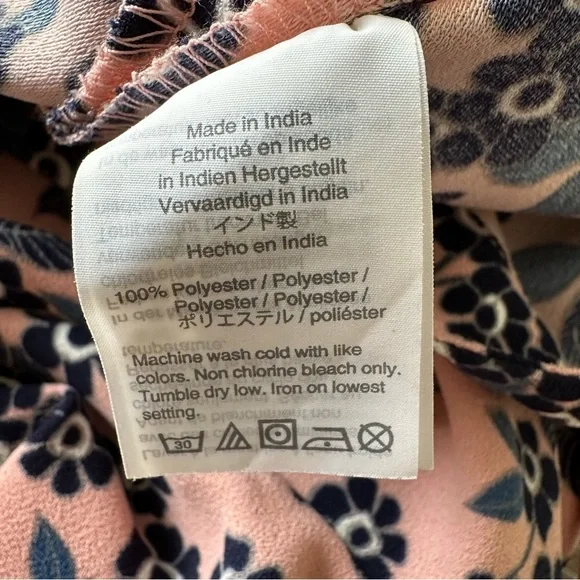 Made in India
Fabriqué en Inde
in Indien Hergestellt
Vervaardigd in India
インド製
Hecho en India
100% Polyester / Polyester /
Polyester / Polyester /
ポリエステル / poliéster
Machine wash cold with like
colors. Non chlorine bleach only.
Tumble dry low. Iron on lowest
setting.
30